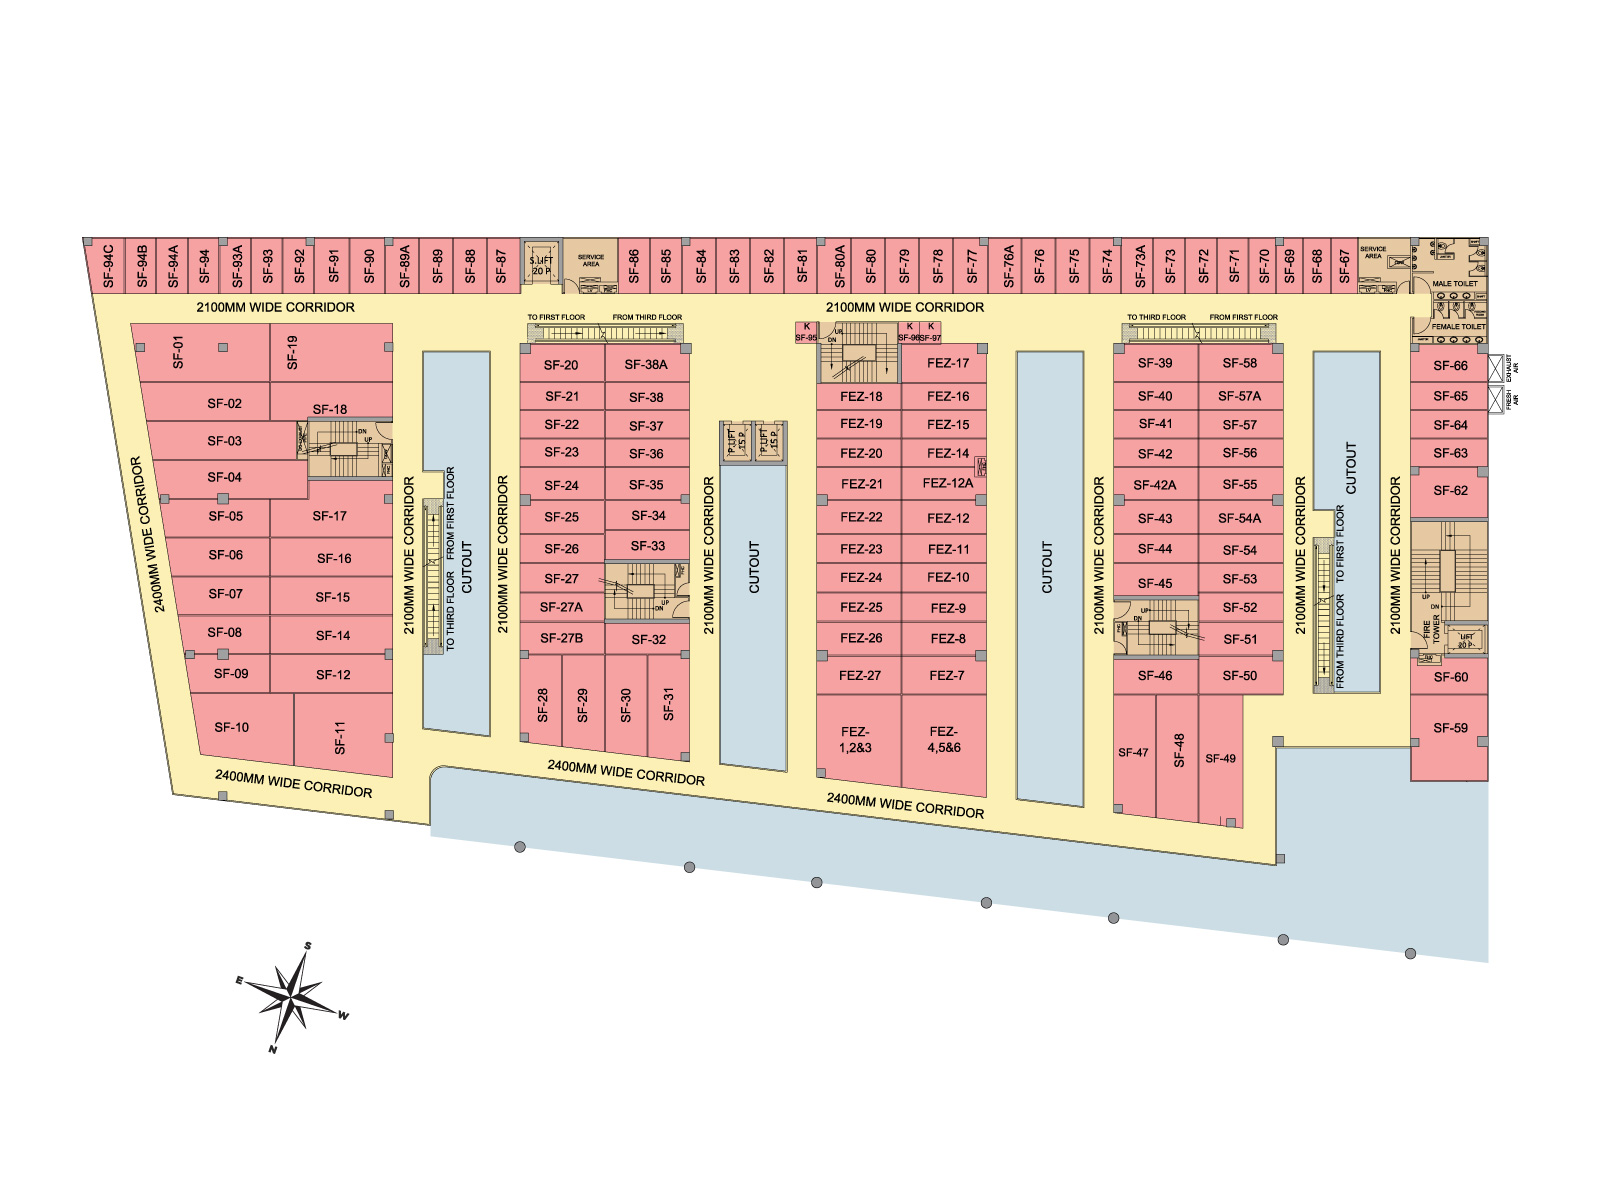 SF-94C
SF-94B
SF-94A
SF-94
SF-93A
SF-93
SF-92
SF-91
SF-90
SF-89A
SF-89
SF-88
SF-87
S.LIFT
20 P
SERVICE
AREA
SF-86
SF-85
SF-84
SF-83
SF-82
SF-81
SF-80A
SF-80
SF-79
SF-78
SF-77
SF-76A
SF-76
SF-75
SF-74
SF-73A
SF-73
SF-72
SF-71
SF-70
SF-69
SF-68
SF-67
SERVICE
AREA
MALE TOILET
FEMALE TOILET
2100MM WIDE CORRIDOR
2100MM WIDE CORRIDOR
TO FIRST FLOOR
FROM THIRD FLOOR
TO THIRD FLOOR
FROM FIRST FLOOR
K
SF-95
UP
DN
K
SF-96
K
SF-97
SF-01
SF-19
SF-02
SF-18
SF-03
DN
UP
SF-04
SF-05
SF-17
SF-06
SF-16
SF-07
SF-15
SF-08
SF-14
SF-09
SF-12
SF-10
SF-11
2400MM WIDE CORRIDOR
2400MM WIDE CORRIDOR
2100MM WIDE CORRIDOR
TO THIRD FLOOR
FROM FIRST FLOOR
CUTOUT
2100MM WIDE CORRIDOR
SF-20
SF-38A
SF-21
SF-38
SF-22
SF-37
SF-23
SF-36
SF-24
SF-35
SF-25
SF-34
SF-26
SF-33
SF-27
UP
DN
SF-27A
SF-27B
SF-32
SF-28
SF-29
SF-30
SF-31
2400MM WIDE CORRIDOR
2100MM WIDE CORRIDOR
P.LIFT
15 P
P.LIFT
15 P
CUTOUT
FEZ-17
FEZ-18
FEZ-16
FEZ-19
FEZ-15
FEZ-20
FEZ-14
FEZ-21
FEZ-12A
FEZ-22
FEZ-12
FEZ-23
FEZ-11
FEZ-24
FEZ-10
FEZ-25
FEZ-9
FEZ-26
FEZ-8
FEZ-27
FEZ-7
FEZ-
1,2&3
FEZ-
4,5&6
2400MM WIDE CORRIDOR
CUTOUT
2100MM WIDE CORRIDOR
SF-39
SF-58
SF-40
SF-57A
SF-41
SF-57
SF-42
SF-56
SF-42A
SF-55
SF-43
SF-54A
SF-44
SF-54
SF-45
SF-53
SF-52
UP
DN
SF-51
SF-46
SF-50
SF-47
SF-48
SF-49
2100MM WIDE CORRIDOR
CUTOUT
FROM THIRD FLOOR
TO FIRST FLOOR
2100MM WIDE CORRIDOR
SF-66
SF-65
SF-64
SF-63
SF-62
UP
DN
FIRE
TOWER
LIFT
20 P
SF-60
SF-59
EXHAUST
AIR
FRESH
AIR
S
E
W
N